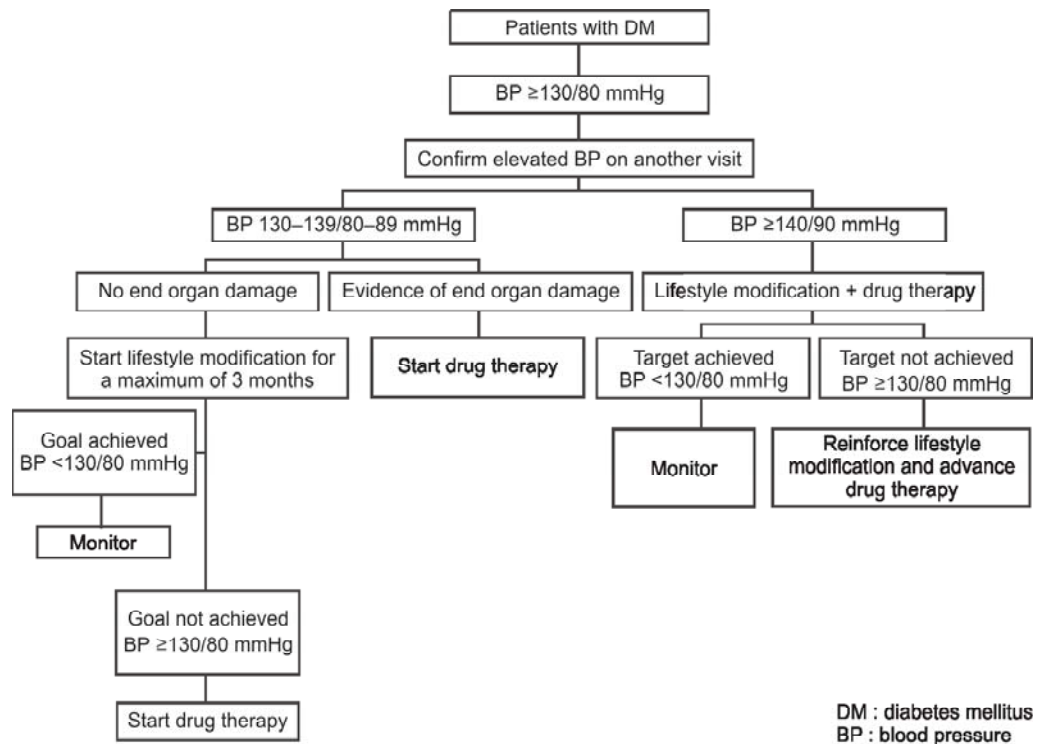 Patients with DM
BP ≥130/80 mmHg
Confirm elevated BP on another visit
BP 130–139/80–89 mmHg
BP ≥140/90 mmHg
No end organ damage
Evidence of end organ damage
Lifestyle modification + drug therapy
Start lifestyle modification for
a maximum of 3 months
Start drug therapy
Target achieved
BP <130/80 mmHg
Target not achieved
BP ≥130/80 mmHg
Goal achieved
BP <130/80 mmHg
Monitor
Reinforce lifestyle
modification and advance
drug therapy
Monitor
Goal not achieved
BP ≥130/80 mmHg
Start drug therapy
DM : diabetes mellitus
BP : blood pressure